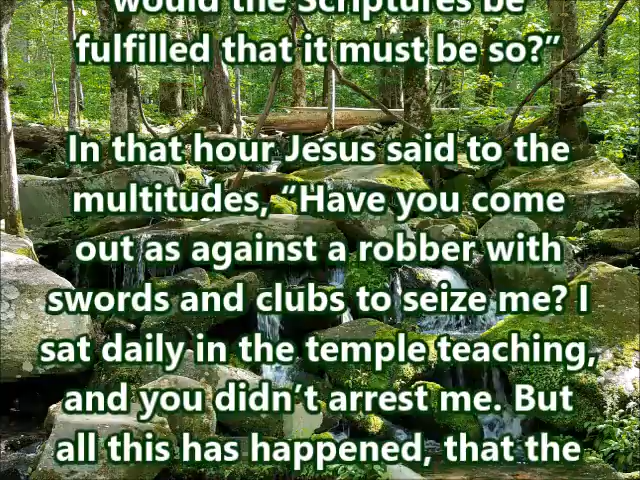 would the Scriptures be
fulfilled that it must be so?”
In that hour Jesus said to the
multitudes, “Have you come
out as against a robber with
swords and clubs to seize me? I
sat daily in the temple teaching,
and you didn’t arrest me. But
all this has happened, that the